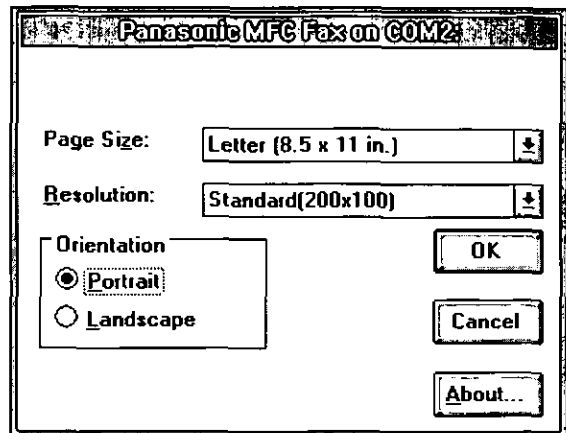 Panasonic MFC Fax on COM2:
Page Size: Letter (8.5 x 11 in.)
Resolution: Standard(200x100)
Orientation
Portrait
Landscape
OK
Cancel
About...